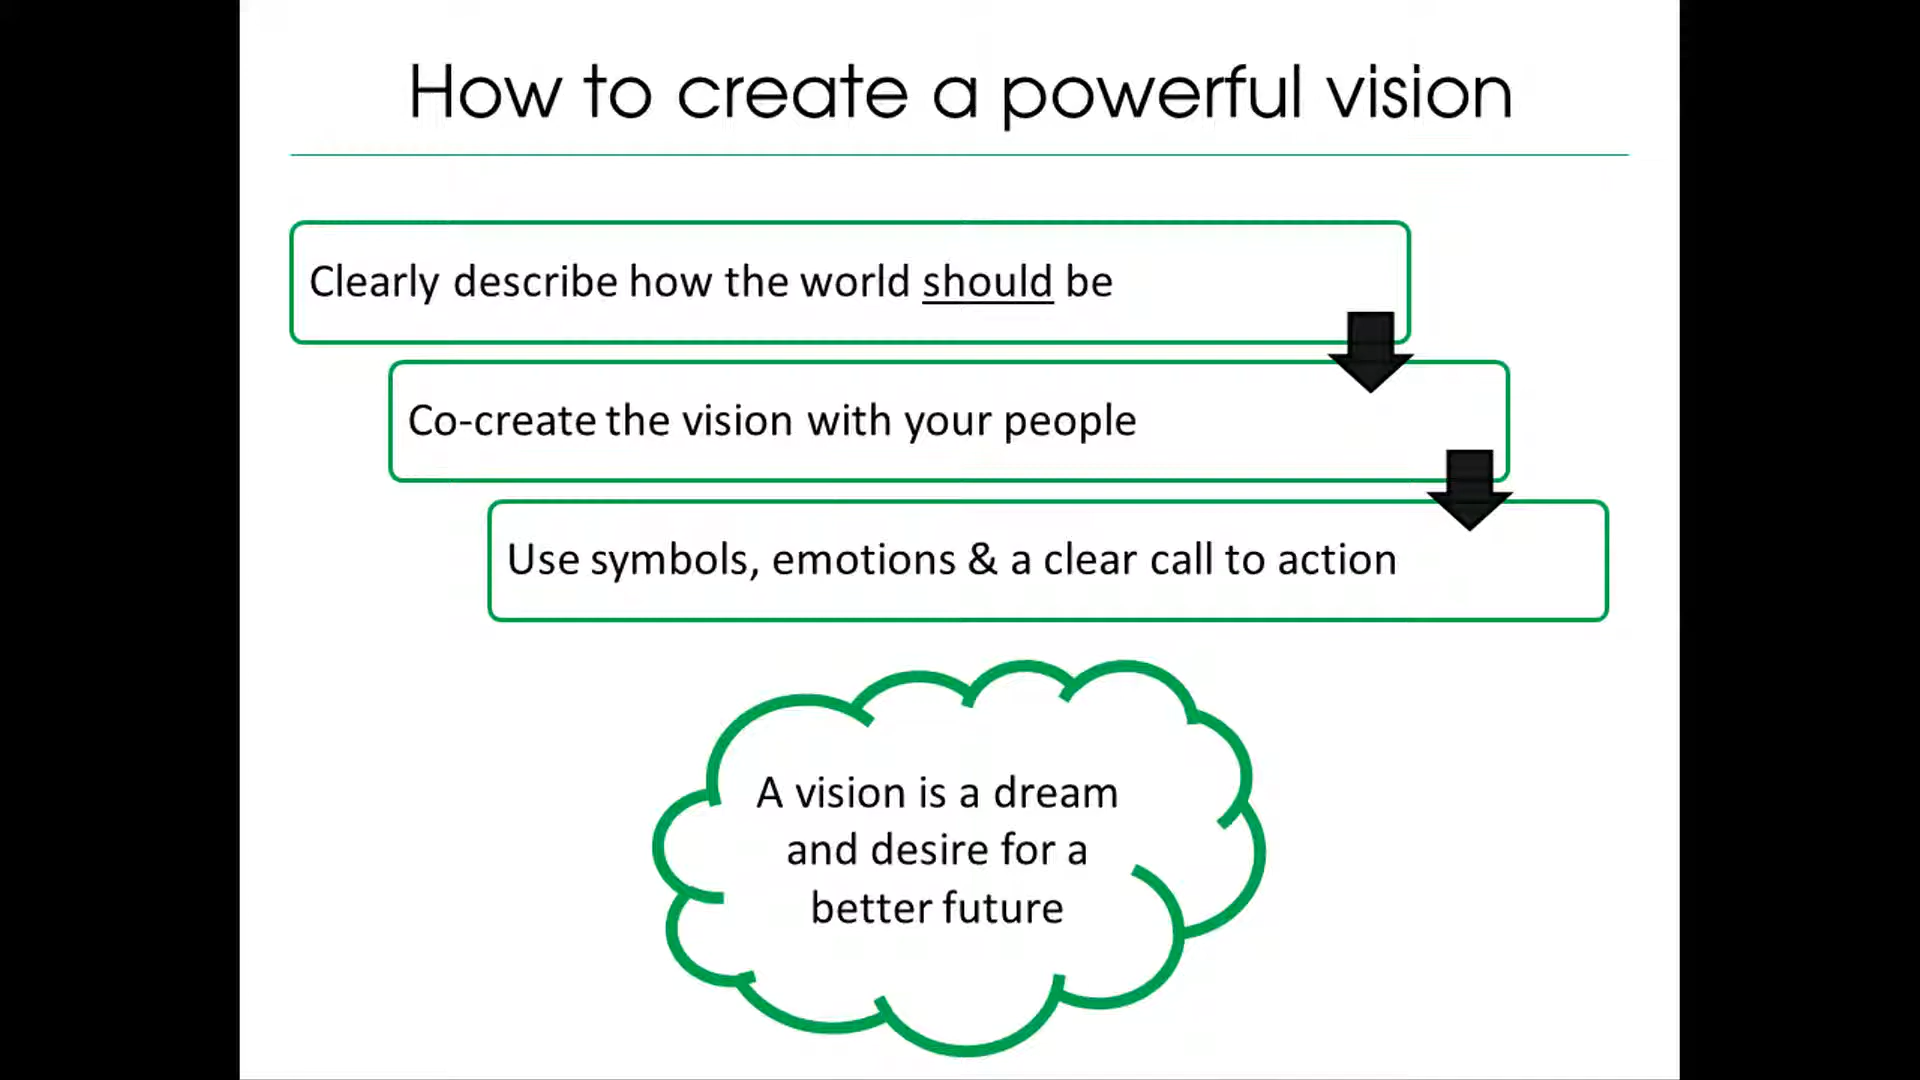 How to create a powerful vision
Clearly describe how the world should be
Co-create the vision with your people
Use symbols, emotions & a clear call to action
A vision is a dream
and desire for a
better future